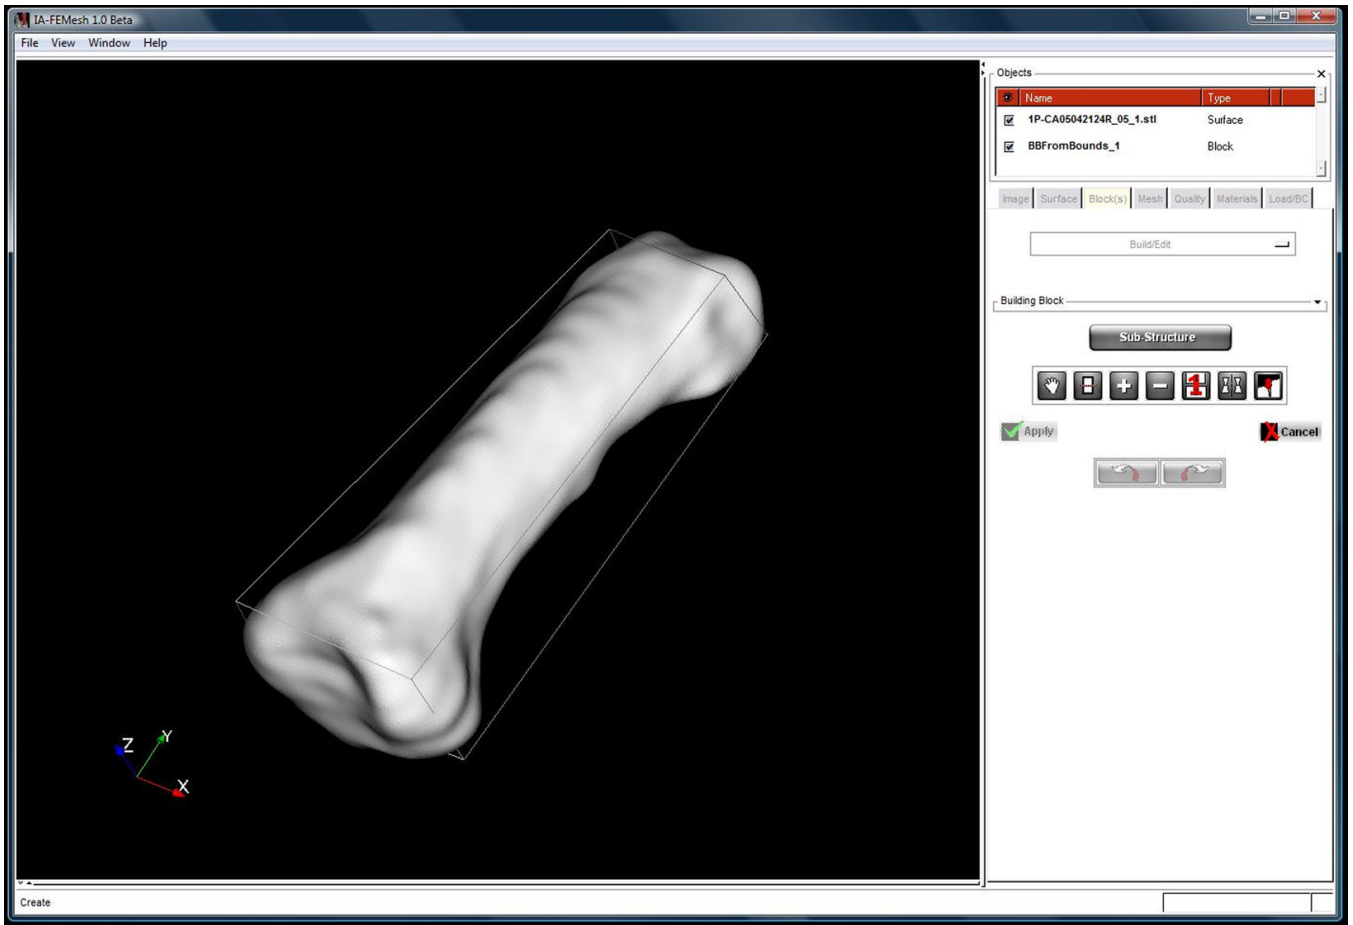 IA-FEMesh 1.0 Beta
File View Window Help
Objects
Name Type
1P-CA05042124R_05_1.stl Surface
BBFromBounds_1 Block
Image Surface Block(s) Mesh Quality Materials Load/BC
Build/Edit
Building Block
Sub-Structure
1
Apply Cancel
Z Y
X
Create